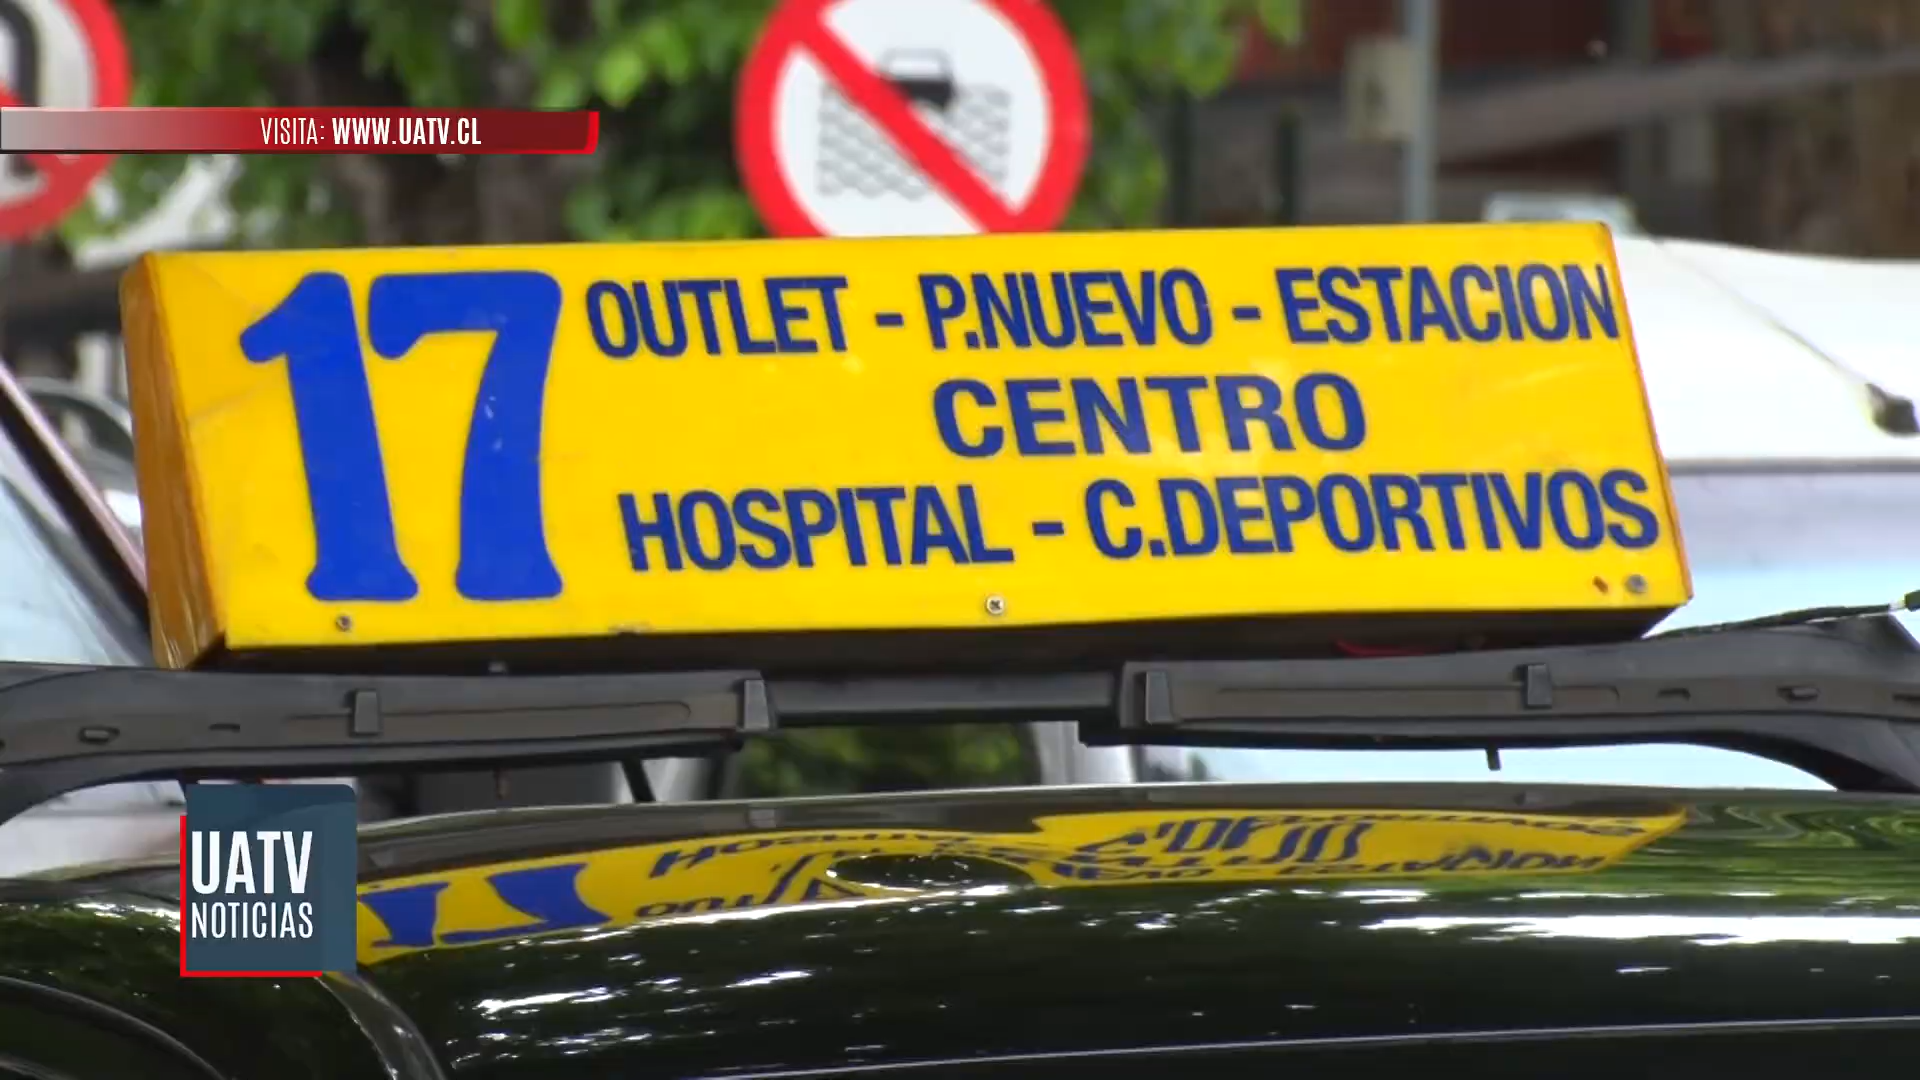 VISITA: WWW.UATV.CL
17
OUTLET - P.NUEVO - ESTACION
CENTRO
HOSPITAL - C.DEPORTIVOS
UATV
NOTICIAS